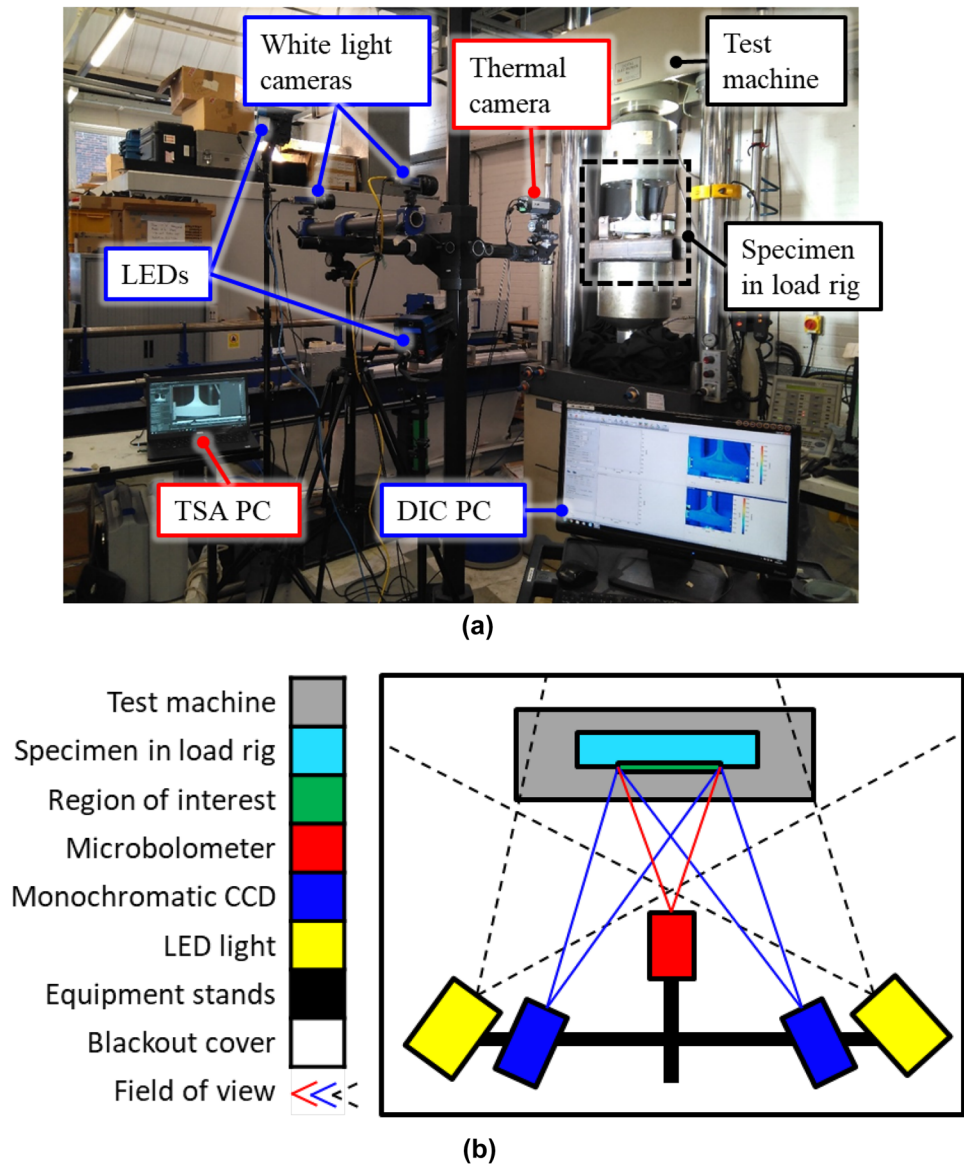 White light
cameras
Thermal
camera
Test
machine
LEDs
Specimen
in load rig
TSA PC
DIC PC
(a)
Test machine
Specimen in load rig
Region of interest
Microbolometer
Monochromatic CCD
LED light
Equipment stands
Blackout cover
Field of view
(b)